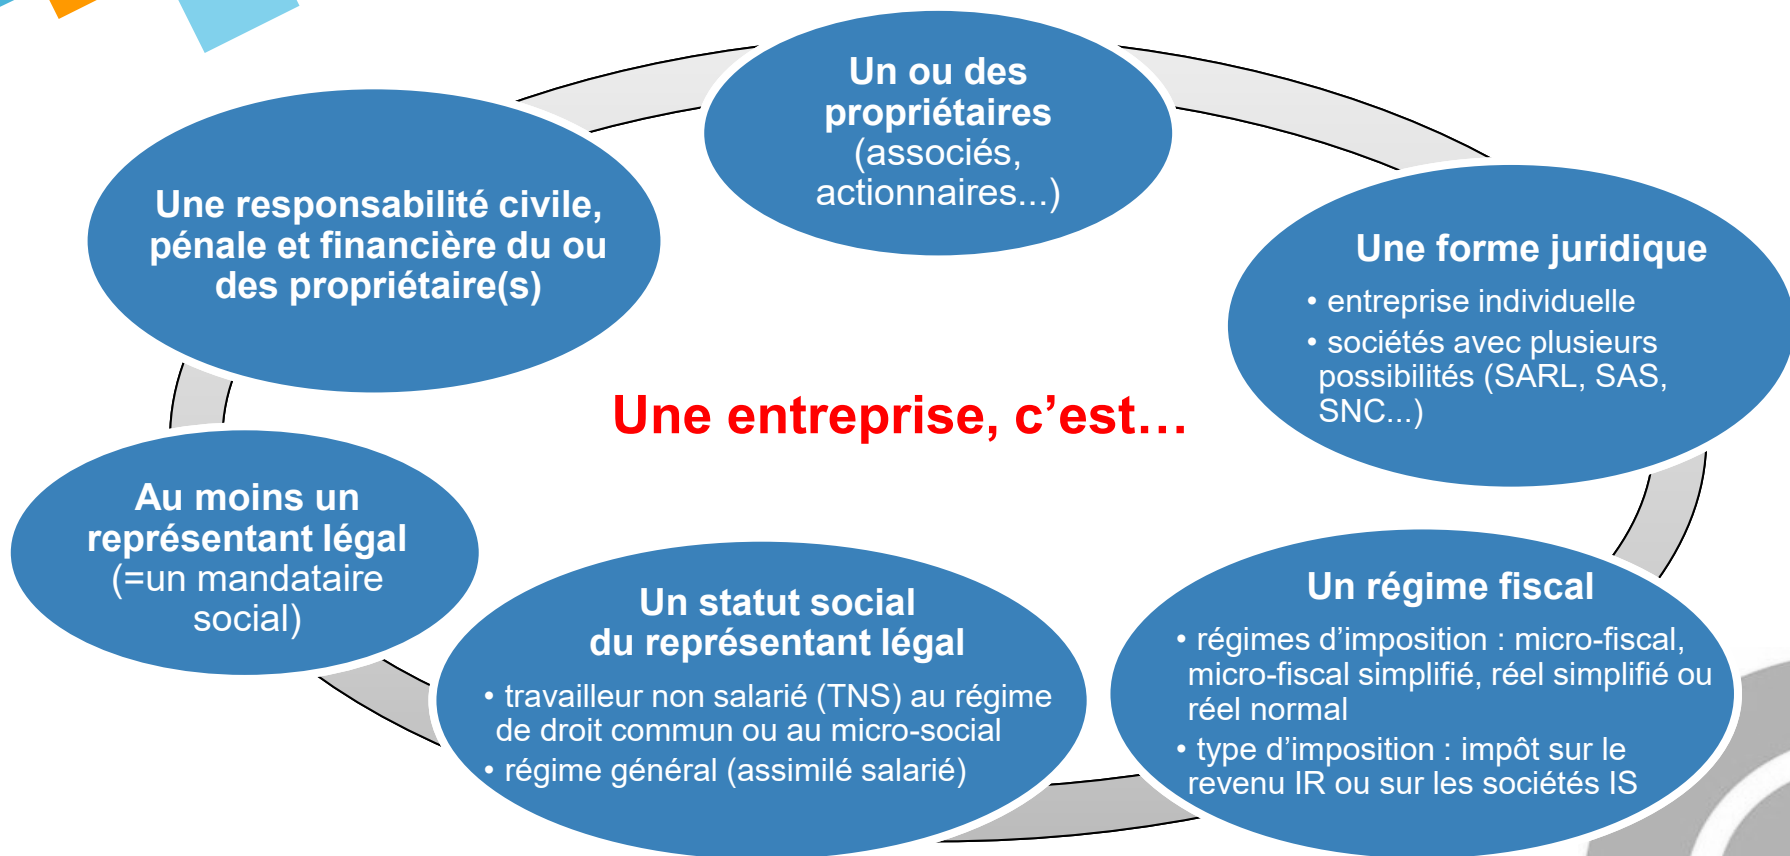 Un ou des
propriétaires
(associés,
actionnaires...)
Une forme juridique
• entreprise individuelle
• sociétés avec plusieurs
possibilités (SARL, SAS,
SNC...)
Un régime fiscal
• régimes d’imposition : micro-fiscal,
micro-fiscal simplifié, réel simplifié ou
réel normal
• type d’imposition : impôt sur le
revenu IR ou sur les sociétés IS
Un statut social
du représentant légal
• travailleur non salarié (TNS) au régime
de droit commun ou au micro-social
• régime général (assimilé salarié)
Au moins un
représentant légal
(=un mandataire
social)
Une responsabilité civile,
pénale et financière du ou
des propriétaire(s)
Une entreprise, c’est…